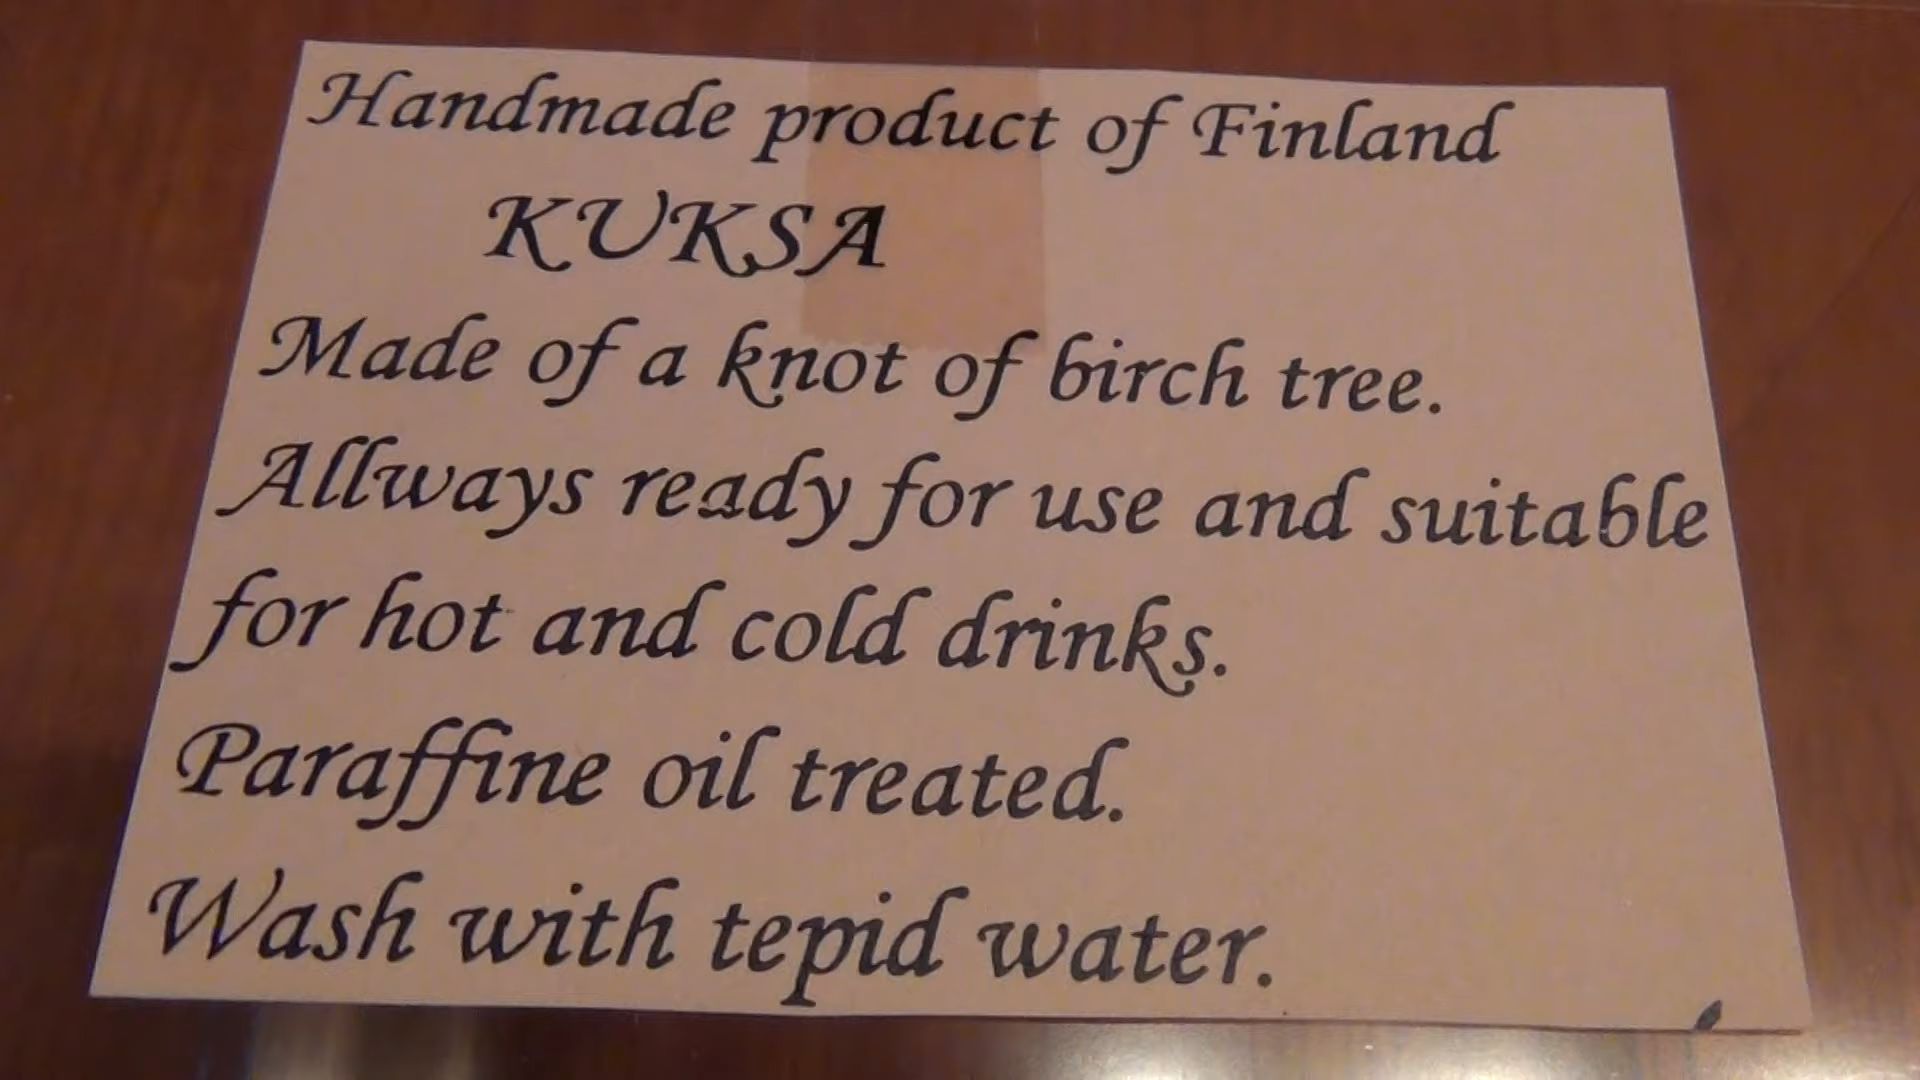 Handmade product of Finland
KUKSA
Made of a knot of birch tree.
Allways ready for use and suitable
for hot and cold drinks.
Paraffine oil treated.
Wash with tepid water.